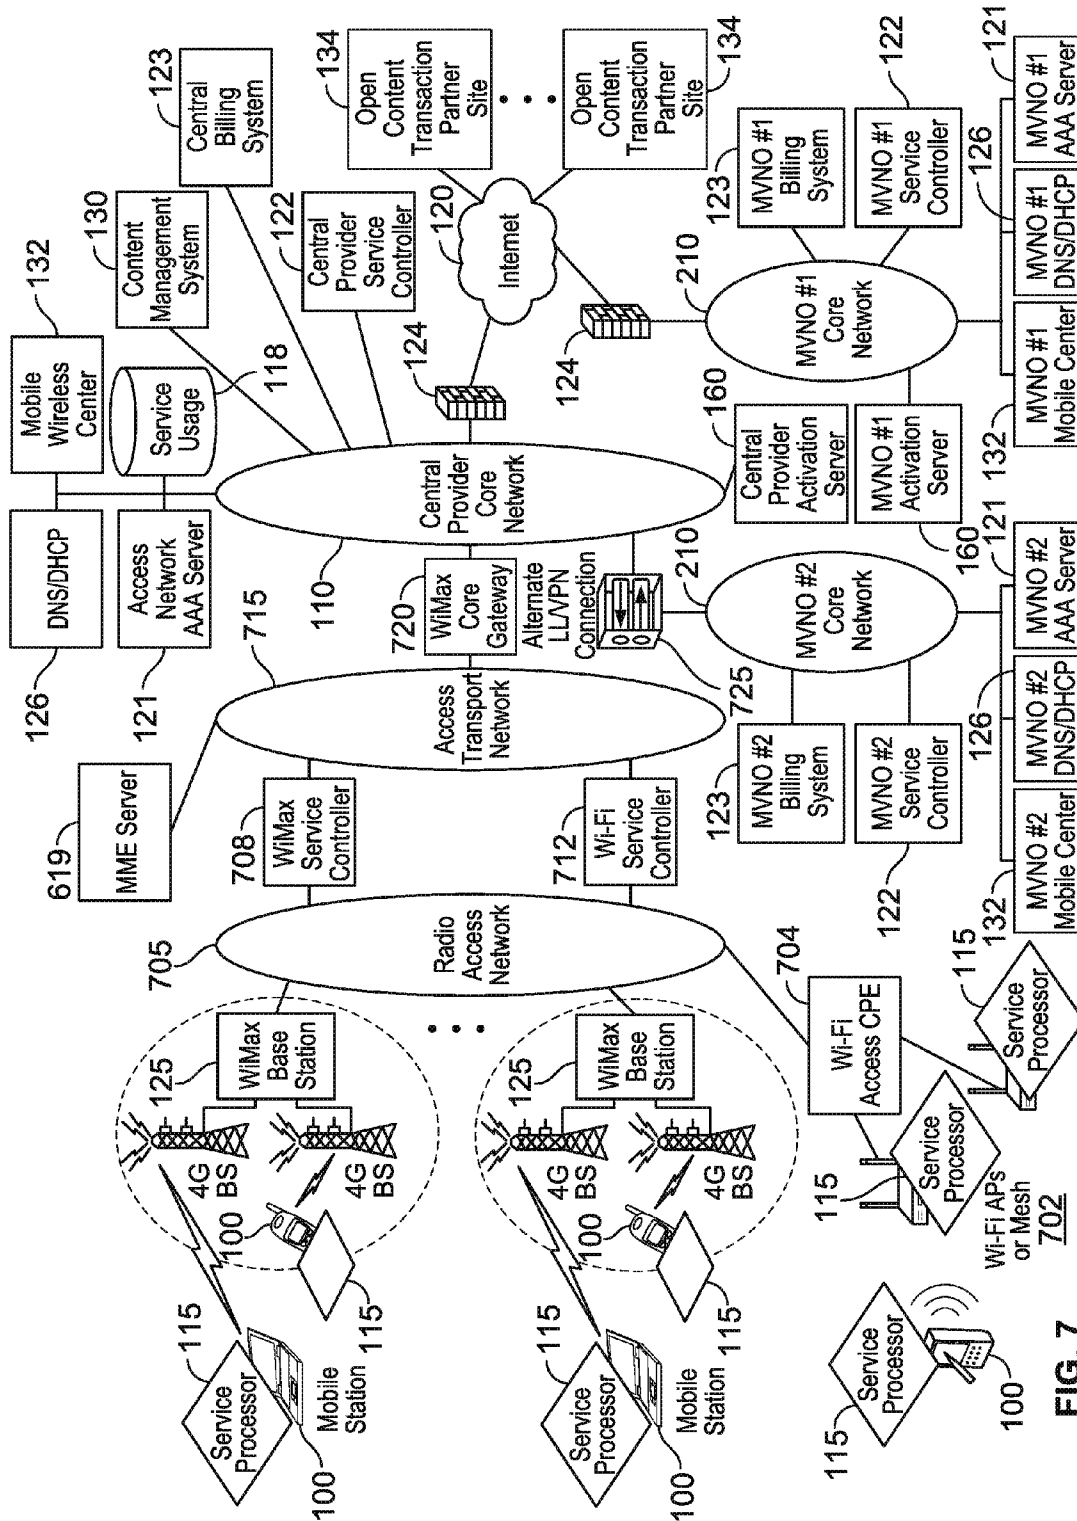 619
MME Server
126
DNS/DHCP
132
Mobile
Wireless
Center
121
Access
Network
AAA Server
118
Service
Usage
130
Content
Management
System
123
Central
Billing
System
122
Central
Provider
Service
Controller
134
Open
Content
Transaction
Partner
Site
120
Internet
Open
Content
Transaction
Partner
Site
134
124
124
705
Radio
Access
Network
708
WiMax
Service
Controller
712
Wi-Fi
Service
Controller
715
Access
Transport
Network
720
WiMax
Core
Gateway
110
Central
Provider
Core
Network
Alternate
LL/VPN
Connection
725
160
Central
Provider
Activation
Server
125
WiMax
Base
Station
4G
BS
4G
BS
100
115
115
Service
Processor
Mobile
Station
100
125
WiMax
Base
Station
4G
BS
4G
BS
100
115
115
Service
Processor
Mobile
Station
100
704
Wi-Fi
Access CPE
115
Service
Processor
115
Service
Processor
Wi-Fi APs
or Mesh
702
115
Service
Processor
100
210
MVNO #2
Core
Network
123
MVNO #2
Billing
System
122
MVNO #2
Service
Controller
132
MVNO #2
Mobile Center
126
MVNO #2
DNS/DHCP
121
MVNO #2
AAA Server
210
MVNO #1
Core
Network
123
MVNO #1
Billing
System
122
MVNO #1
Service
Controller
160
MVNO #1
Activation
Server
132
MVNO #1
Mobile Center
126
MVNO #1
DNS/DHCP
121
MVNO #1
AAA Server
FIG. 7